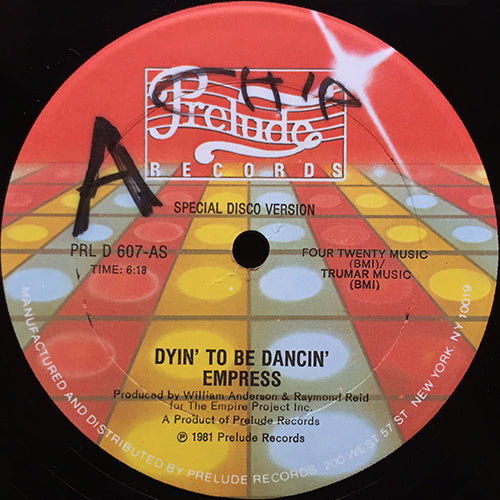 CHIP
A
Prelude
RECORDS
SPECIAL DISCO VERSION
PRL D 607-AS
TIME: 6:18
FOUR TWENTY MUSIC
(BMI)/
TRUMAR MUSIC
(BMI)
DYIN' TO BE DANCIN'
EMPRESS
Produced by William Anderson & Raymond Reid
for The Empire Project Inc.
A Product of Prelude Records
℗ 1981 Prelude Records
MANUFACTURED AND DISTRIBUTED BY PRELUDE RECORDS, 200 WEST 57 ST. NEW YORK, NY 10019